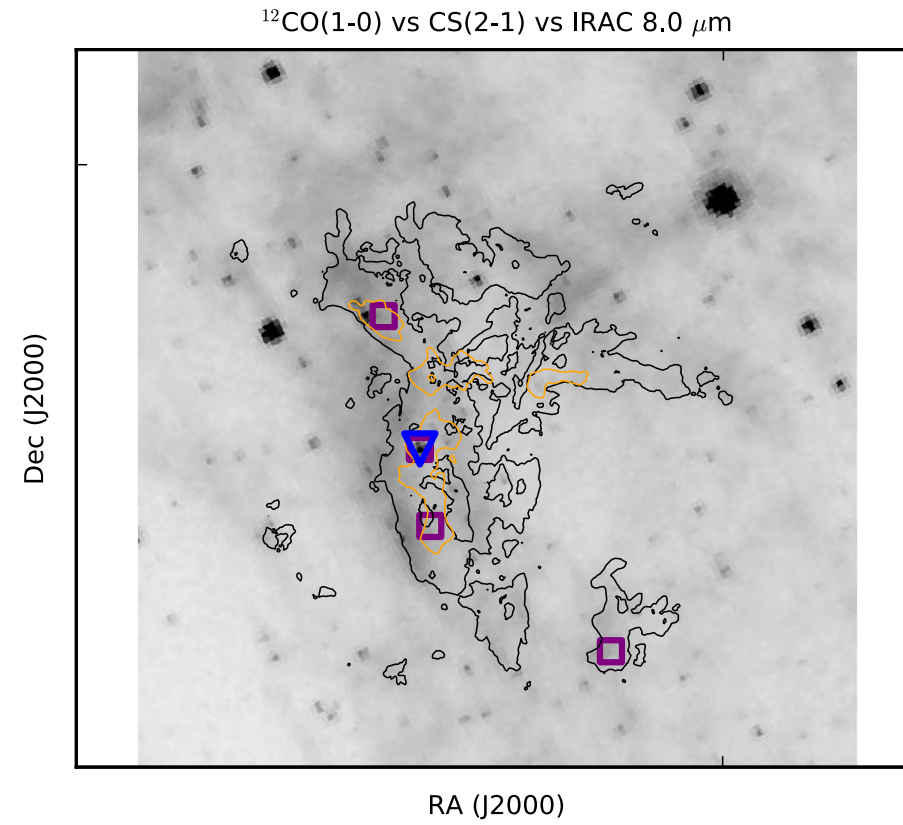 ¹²CO(1-0) vs CS(2-1) vs IRAC 8.0 μm
Dec (J2000)
RA (J2000)